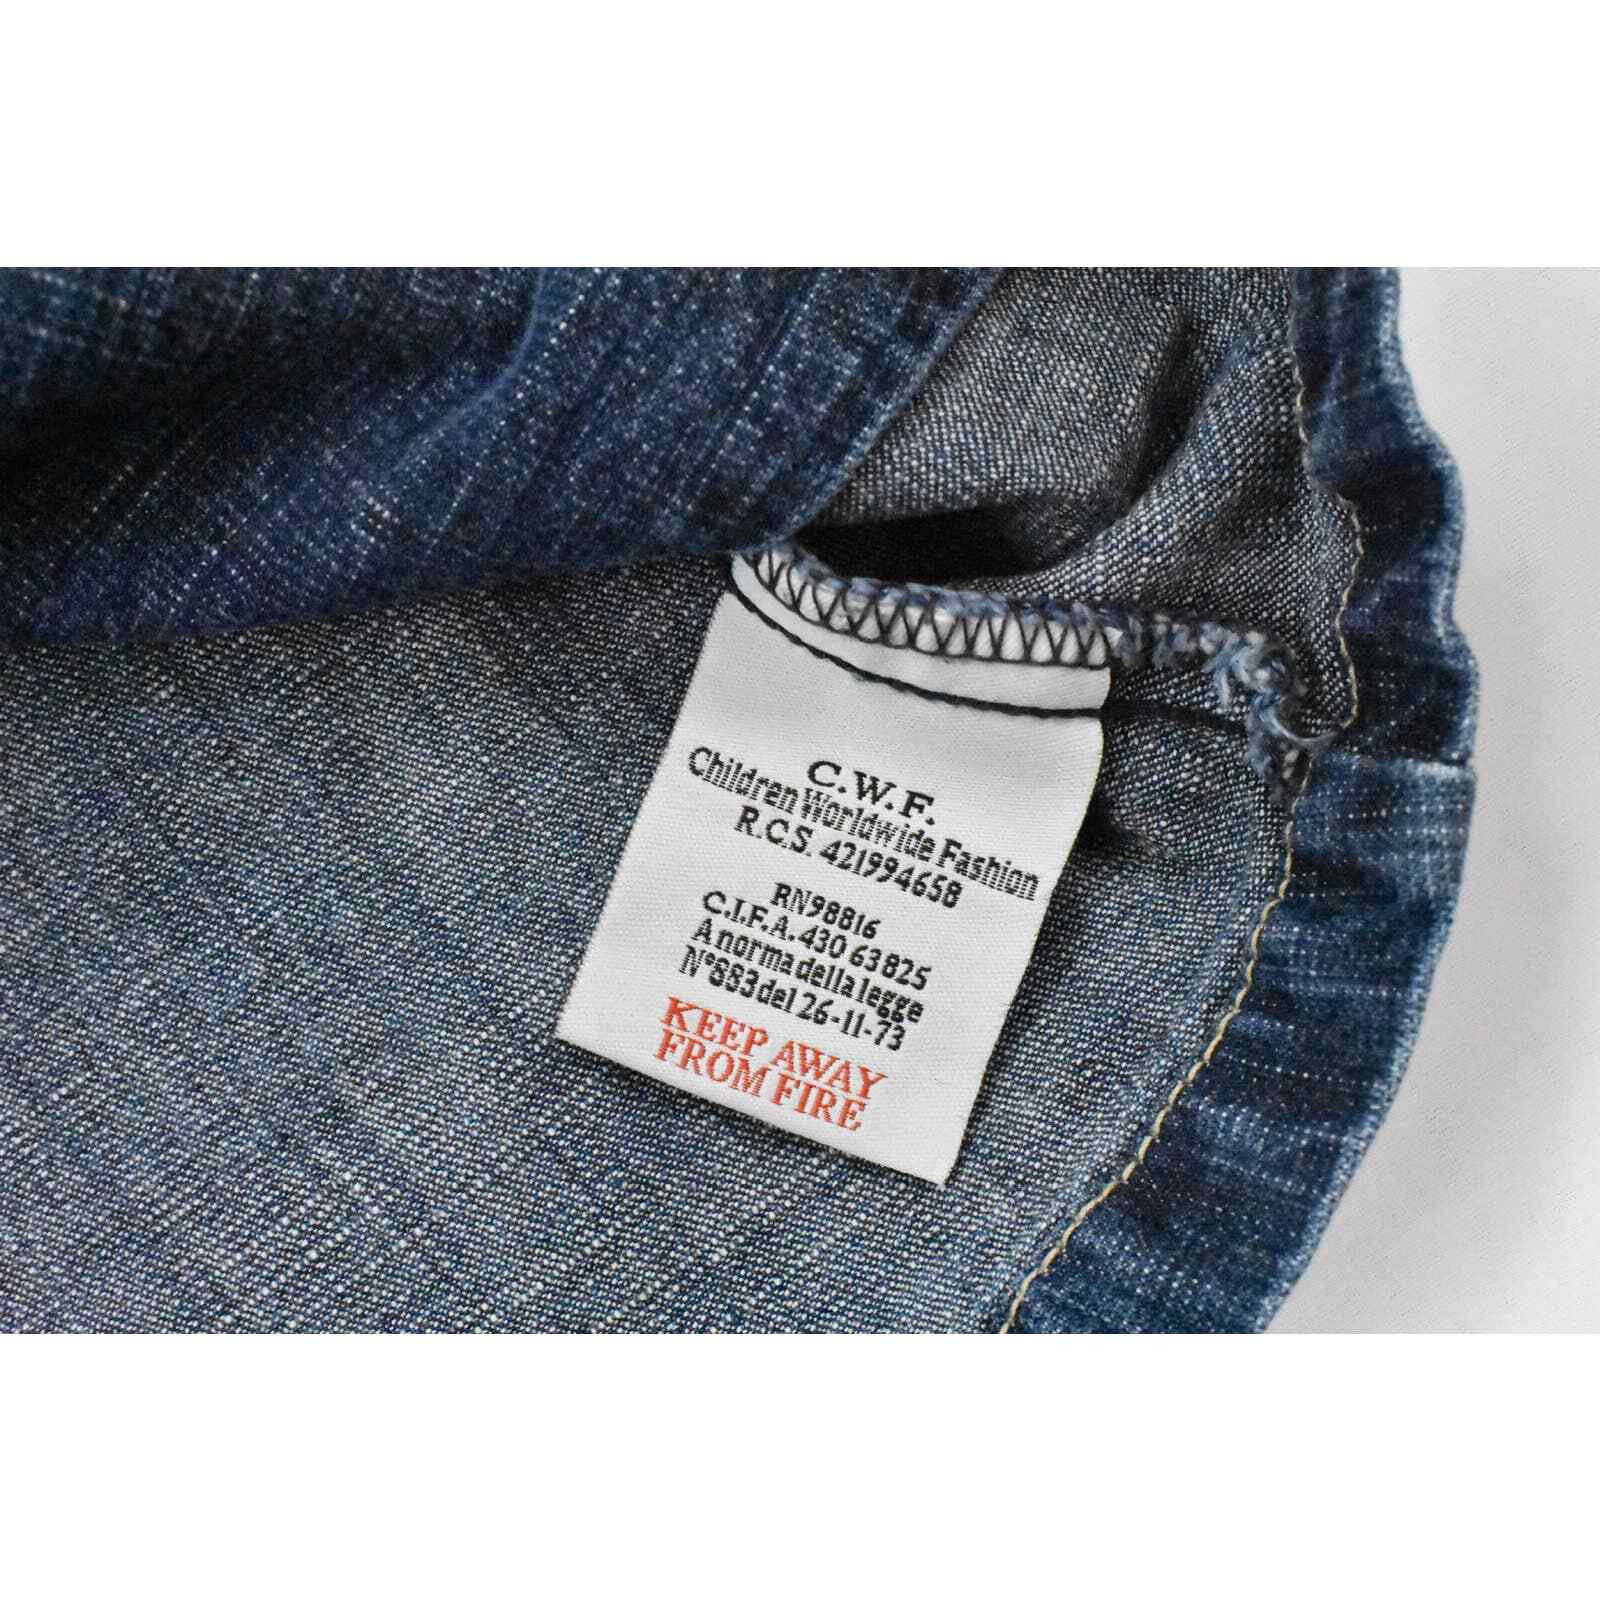 C.W.F.
Children Worldwide Fashion
R.C.S. 421994658
RN98816
C.I.F.A. 430 63825
A norma della legge
N°883 del 26-11-73
KEEP AWAY
FROM FIRE